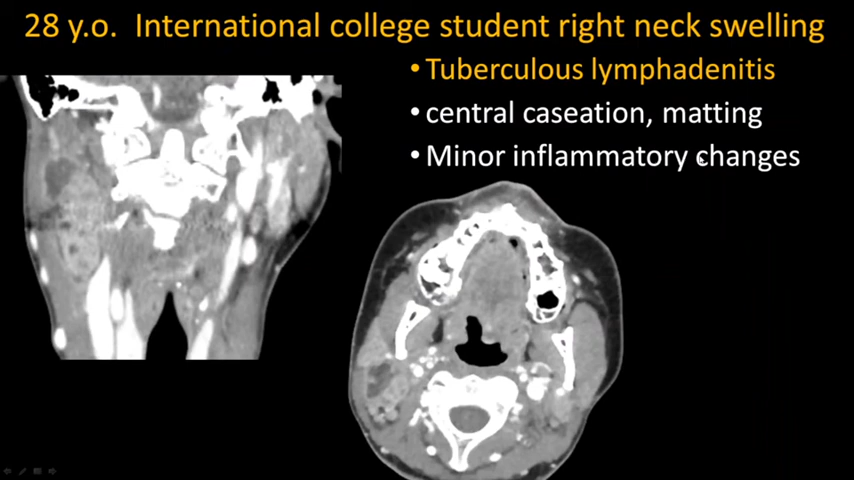 28 y.o. International college student right neck swelling
• Tuberculous lymphadenitis
• central caseation, matting
• Minor inflammatory changes